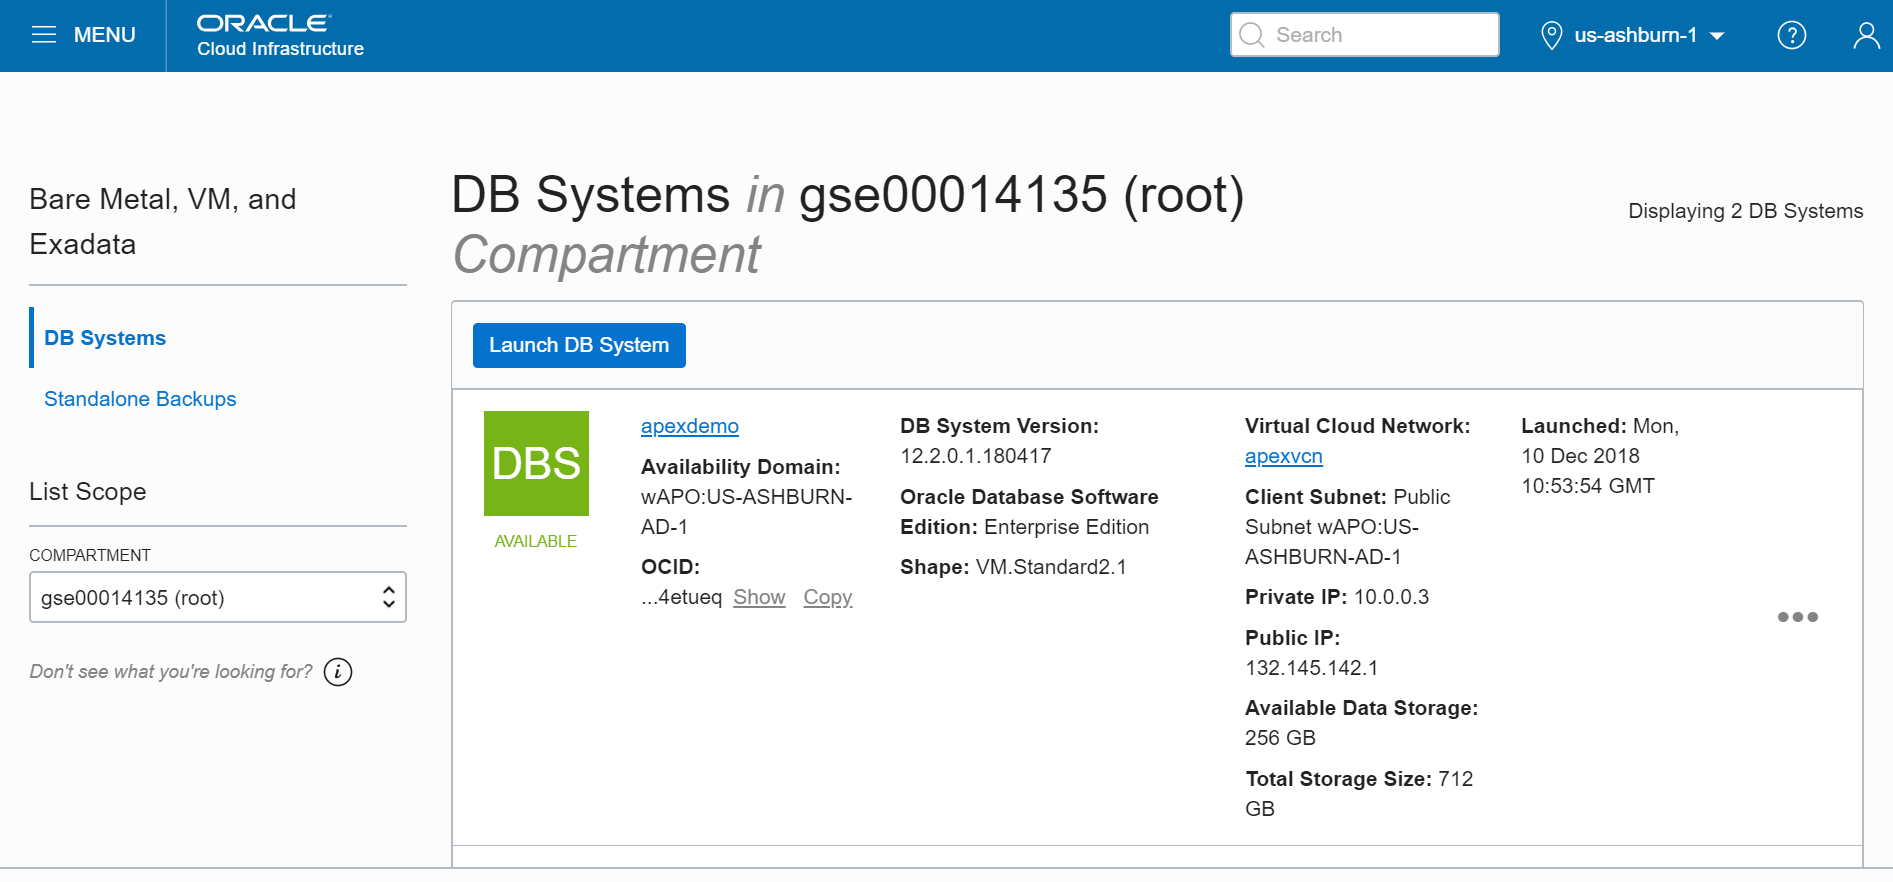 MENU
ORACLE
Cloud Infrastructure
Search
us-ashburn-1
?
Bare Metal, VM, and
Exadata
DB Systems
Standalone Backups
List Scope
COMPARTMENT
gse00014135 (root)
Don't see what you're looking for? i
DB Systems in gse00014135 (root)
Compartment
Displaying 2 DB Systems
Launch DB System
DBS
AVAILABLE
apexdemo
Availability Domain:
wAPO:US-ASHBURN-
AD-1
OCID:
...4etueq Show Copy
DB System Version:
12.2.0.1.180417
Oracle Database Software
Edition: Enterprise Edition
Shape: VM.Standard2.1
Virtual Cloud Network:
apexvcn
Client Subnet: Public
Subnet wAPO:US-
ASHBURN-AD-1
Private IP: 10.0.0.3
Public IP:
132.145.142.1
Available Data Storage:
256 GB
Total Storage Size: 712
GB
Launched: Mon,
10 Dec 2018
10:53:54 GMT